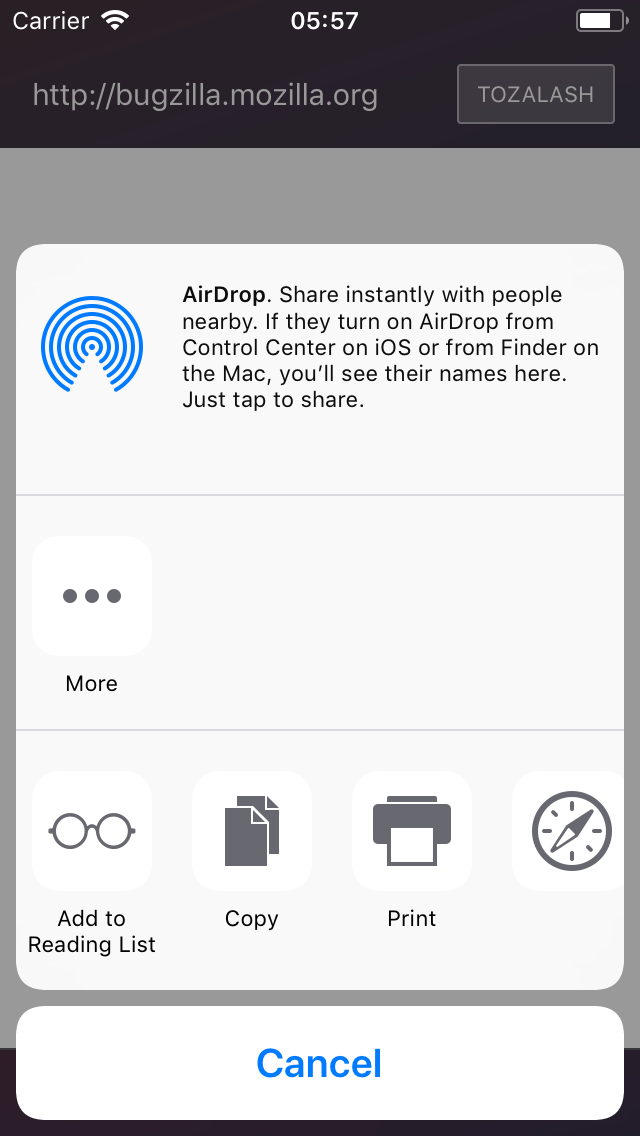 Carrier
05:57
http://bugzilla.mozilla.org
TOZALASH
AirDrop. Share instantly with people
nearby. If they turn on AirDrop from
Control Center on iOS or from Finder on
the Mac, you’ll see their names here.
Just tap to share.
More
Add to
Reading List
Copy
Print
Cancel